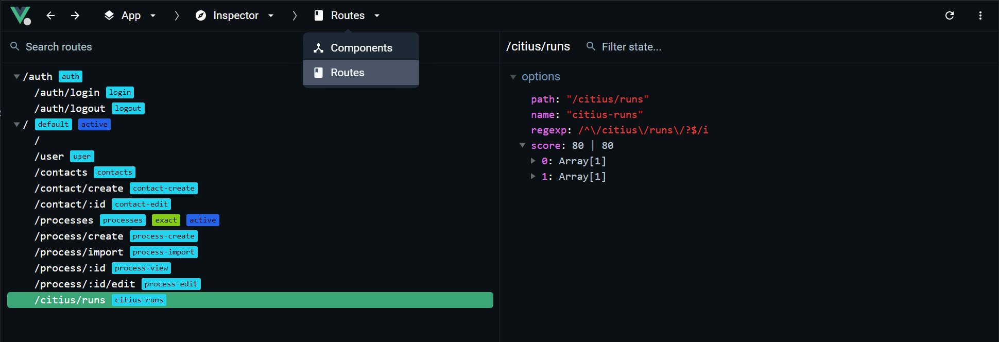 App Inspector Routes
Search routes
Components
Routes
/auth auth
/auth/login login
/auth/logout logout
/ default active
/
/user user
/contacts contacts
/contact/create contact-create
/contact/:id contact-edit
/processes processes exact active
/process/create process-create
/process/import process-import
/process/:id process-view
/process/:id/edit process-edit
/citius/runs citius-runs
/citius/runs Filter state...
options
path: "/citius/runs"
name: "citius-runs"
regexp: /^\/citius\/runs\/?$/i
score: 80 | 80
0: Array[1]
1: Array[1]